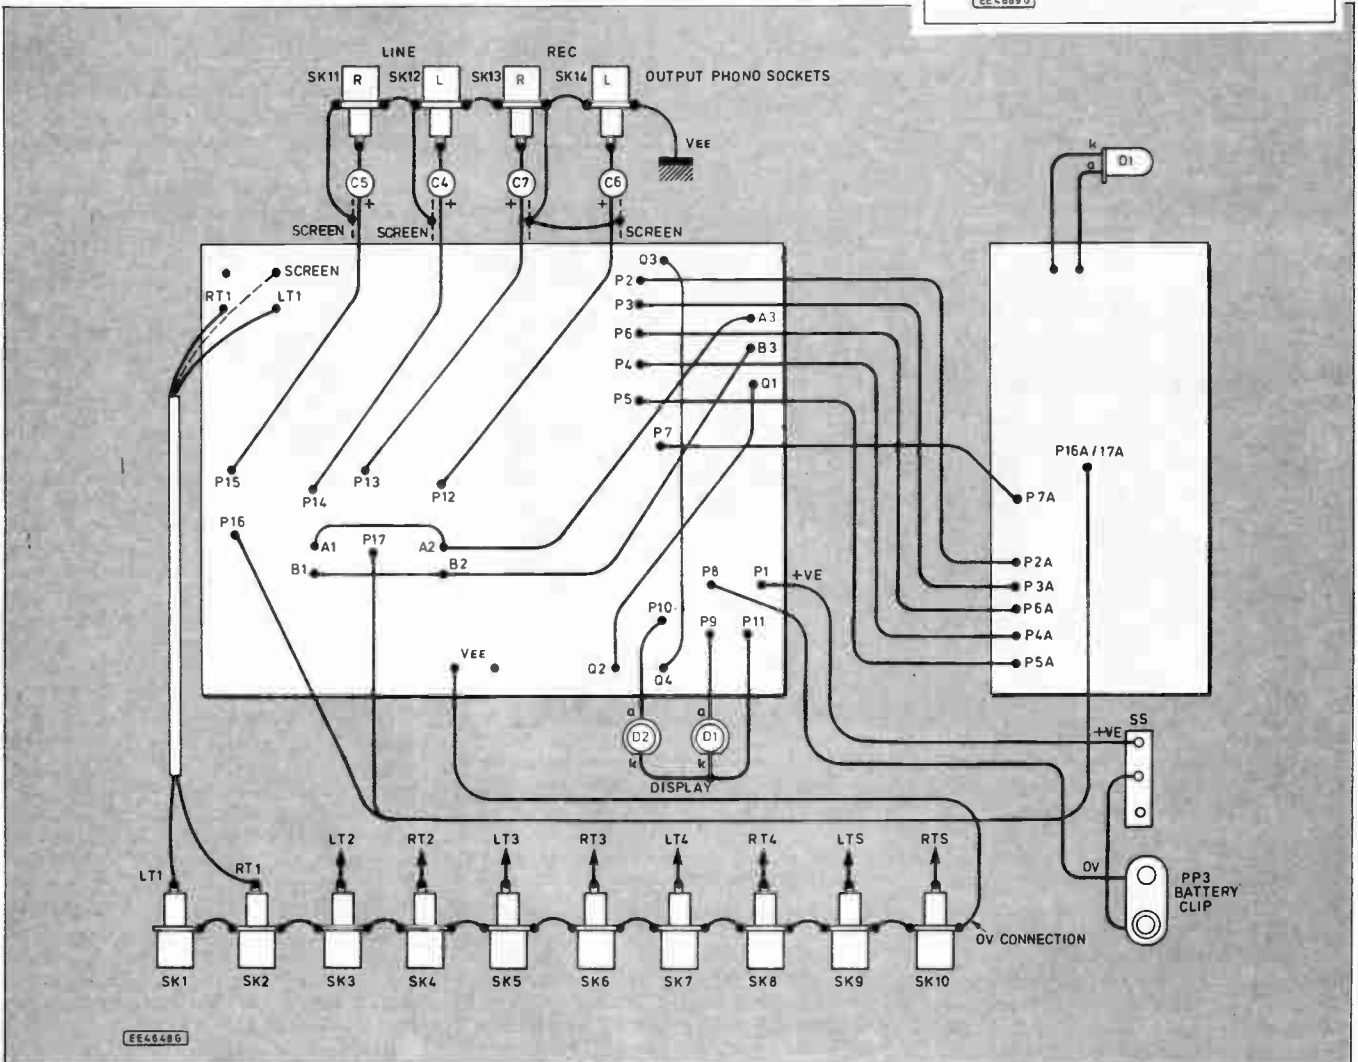 EE4689G
LINE REC
SK11 R SK12 L SK13 R SK14 L OUTPUT PHONO SOCKETS
VEE
k
a D1
C5 C4 C7 C6
+ + + +
SCREEN SCREEN SCREEN
SCREEN
RT1 LT1
Q3
P2
P3
A3
P6
B3
P4
Q1
P5
P7
P16A/17A
P15 P14 P13 P12
P7A
P16
A1 P17 A2
B1 B2
P8 P1 +VE
P2A
P3A
P6A
P4A
P5A
P10
P9 P11
VEE
Q2 Q4
a a
D2 D1
k k
DISPLAY
+VE S5
LT2 RT2 LT3 RT3 LT4 RT4 LT5 RT5
LT1 RT1
0V
PP3
BATTERY
CLIP
0V CONNECTION
SK1 SK2 SK3 SK4 SK5 SK6 SK7 SK8 SK9 SK10
EE4648G